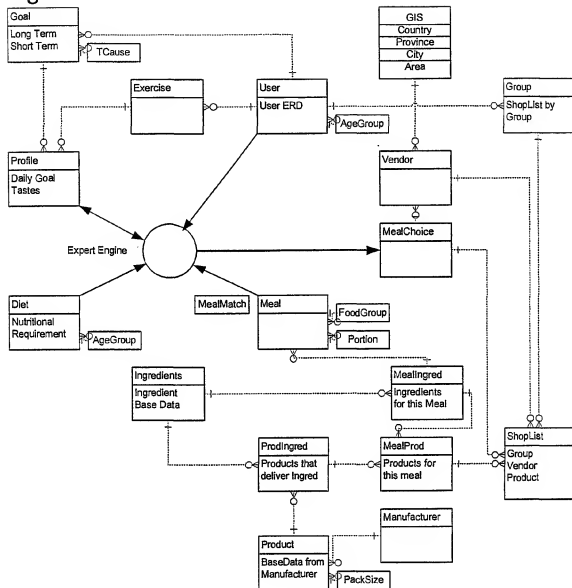 Goal
Long Term
Short Term
TCause
GIS
Country
Province
City
Area
Exercise
User
User ERD
AgeGroup
Group
ShopList by
Group
Profile
Daily Goal
Tastes
Vendor
MealChoice
Expert Engine
Diet
Nutritional
Requirement
AgeGroup
MealMatch
Meal
FoodGroup
Portion
Ingredients
Ingredient
Base Data
MealIngred
Ingredients
for this Meal
ProdIngred
Products that
deliver Ingred
MealProd
Products for
this meal
ShopList
Group
Vendor
Product
Manufacturer
Product
BaseData from
Manufacturer
PackSize